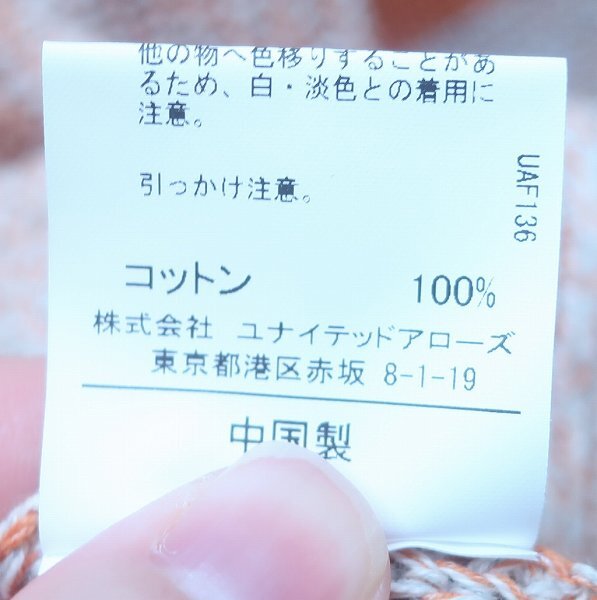 他の物へ色移りすることがあ
るため、白・淡色との着用に
注意。
引っかけ注意。
UAF136
コットン 100%
株式会社 ユナイテッドアローズ
東京都港区赤坂 8-1-19
中国製